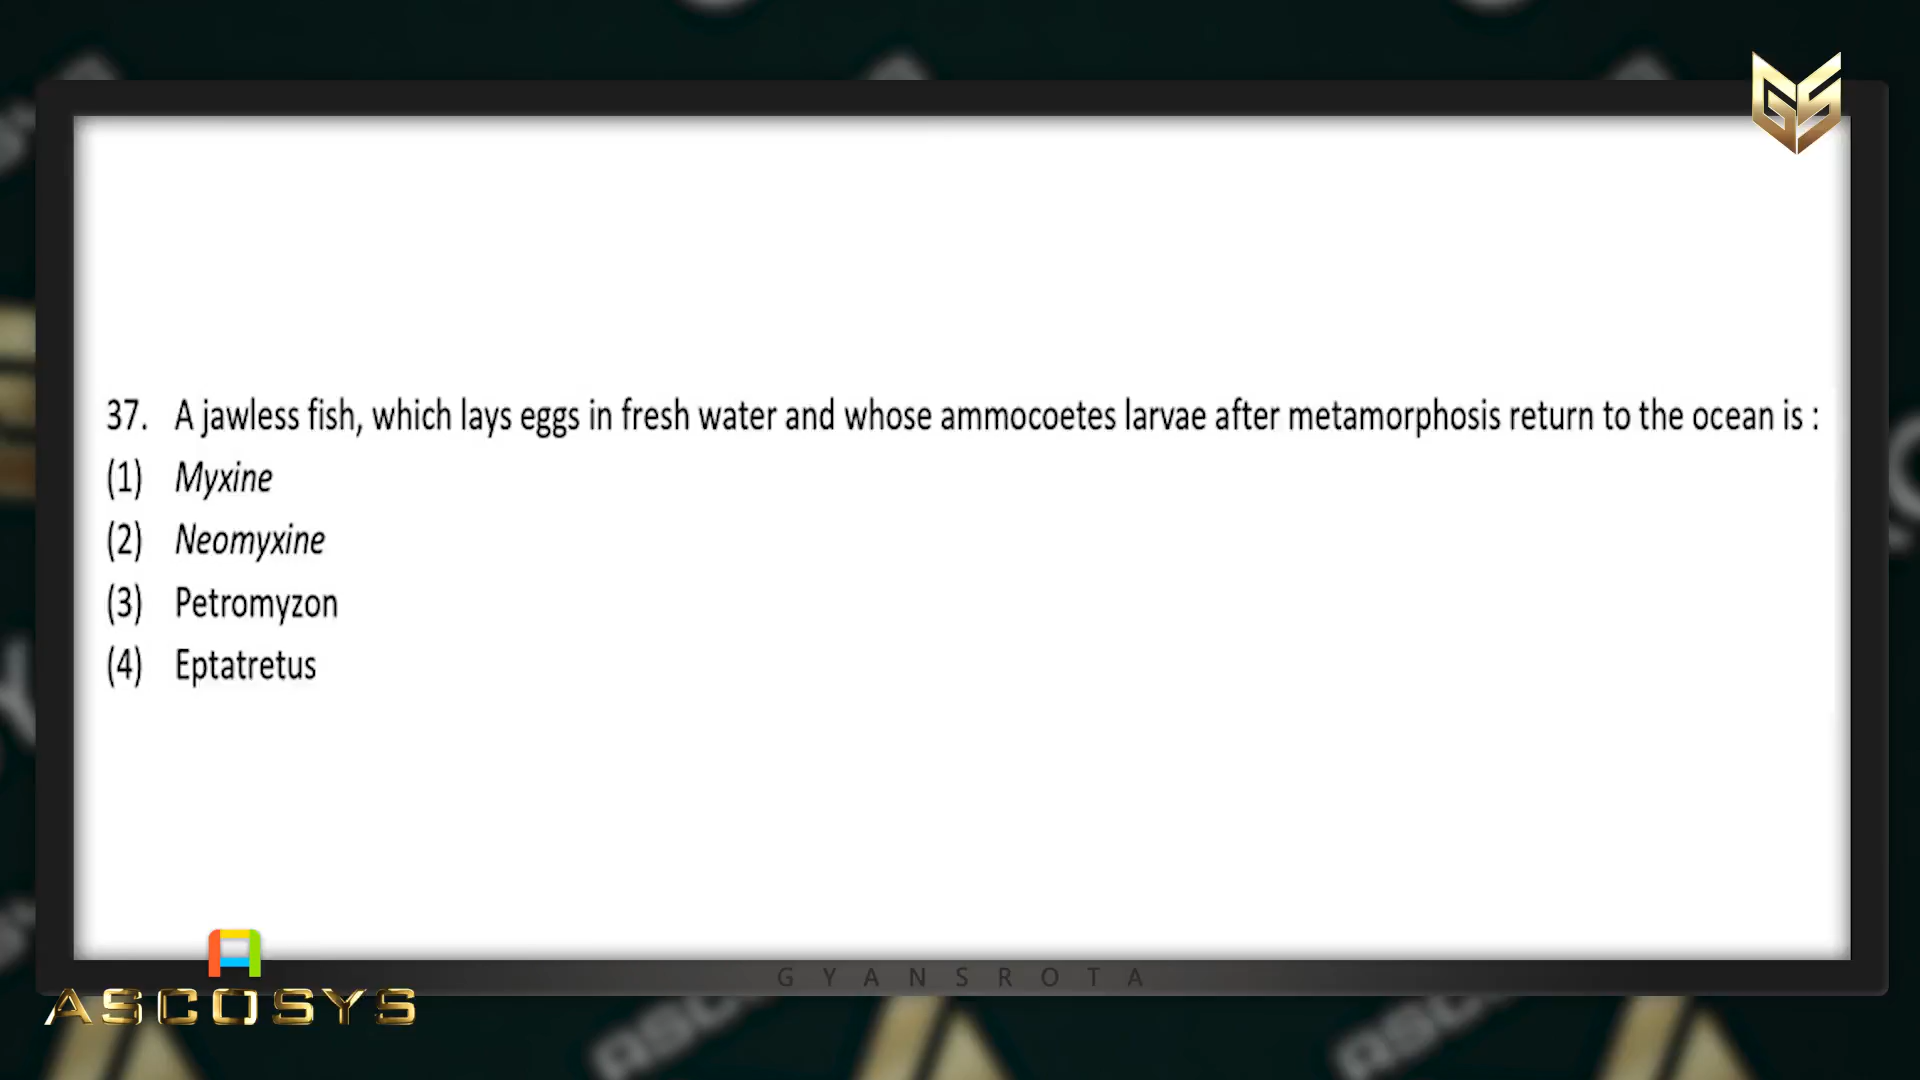 GS
37. A jawless fish, which lays eggs in fresh water and whose ammocoetes larvae after metamorphosis return to the ocean is :
(1) Myxine
(2) Neomyxine
(3) Petromyzon
(4) Eptatretus
GYANSROTA
ASCOSYS